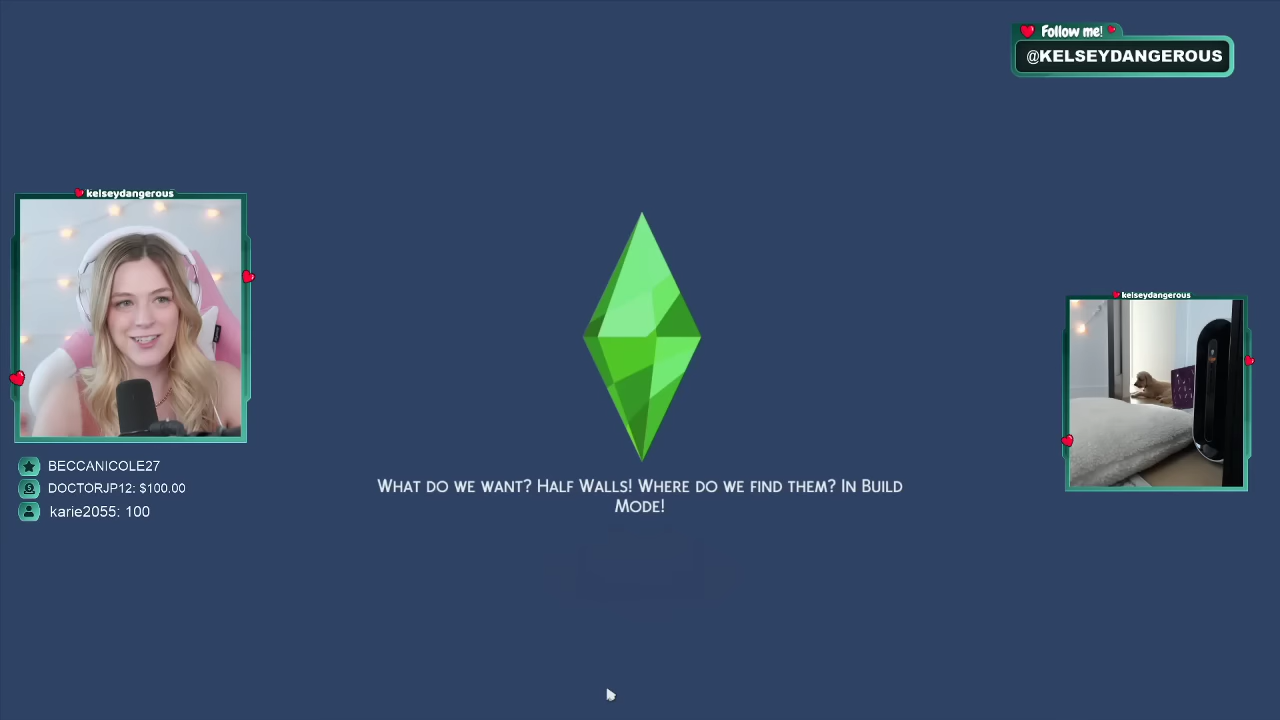 Follow me!
@KELSEYDANGEROUS
kelseydangerous
kelseydangerous
BECCANICOLE27
DOCTORJP12: $100,00
karie2055: 100
WHAT DO WE WANT? HALF WALLS! WHERE DO WE FIND THEM? IN BUILD
MODE!